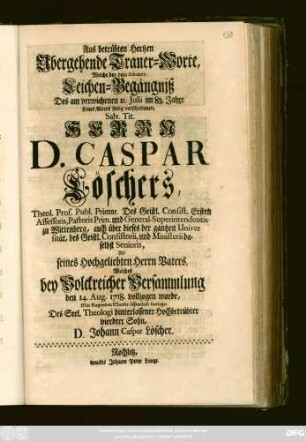 Aus betrübten Hertzen
Ubergehende Trauer-Worte,
Welche bey dem solennen
Leichen-Begängniß
Des am verwichenen 11. Julii im 83. Jahre
seines Alters seelig verschiedenen,
Salv. Tit.
HERRN
D. CASPAR
Löschers,
Theol. Prof. Publ. Primar. Des Geistl. Consist. Ersten
Assessoris, Pastoris Prim. und General-Superintendentis
zu Wittenberg, auch über dieses der gantzen Univer
sität, des Geistl. Consistorii, und Ministerii da-
selbst Senioris,
Als
seines Hochgeliebten Herrn Vaters,
Welches
bey Volckreicher Versammlung
den 14. Aug. 1718. vollzogen wurde,
Des Seel. Theologi hinterlassener Hochbetrübter
vierdter Sohn,
D. Johann Caspar Löscher.
Rochlitz,